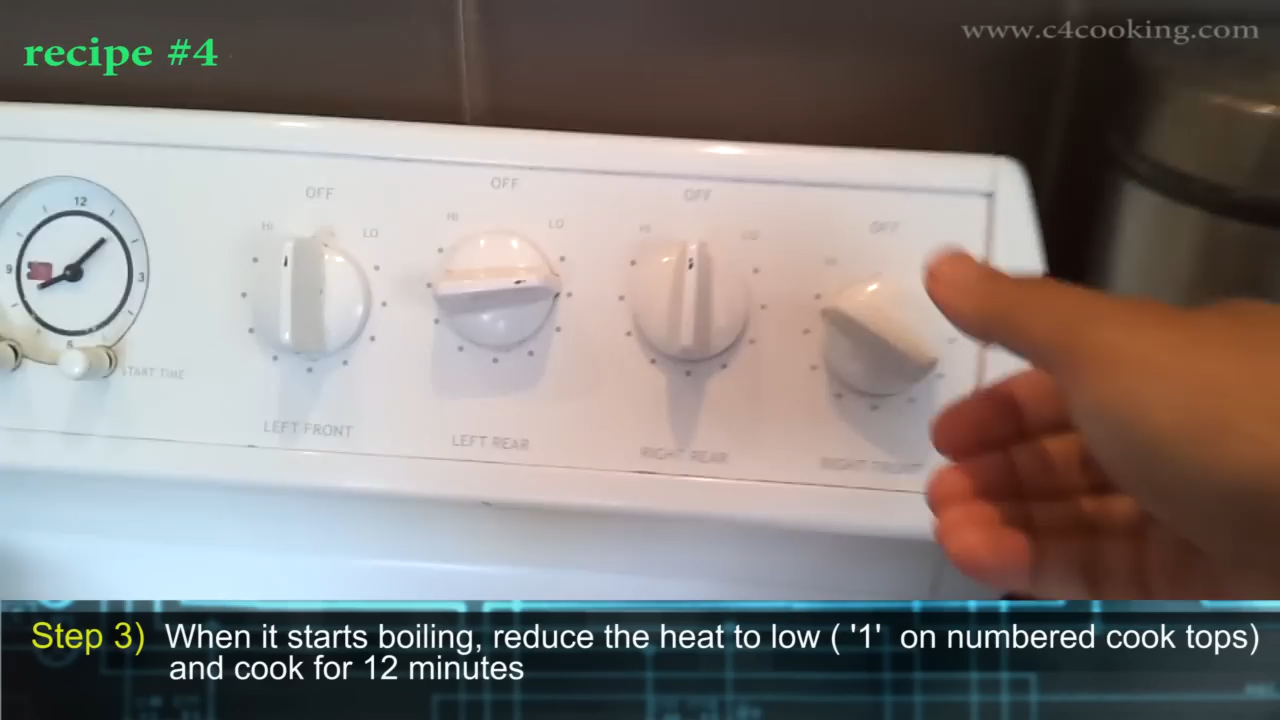 recipe #4
www.c4cooking.com
OFF
OFF
OFF
OFF
HI
LO
HI
LO
HI
LO
12
9
3
6
START TIME
LEFT FRONT
LEFT REAR
RIGHT REAR
RIGHT FRONT
Step 3) When it starts boiling, reduce the heat to low ( '1' on numbered cook tops)
and cook for 12 minutes